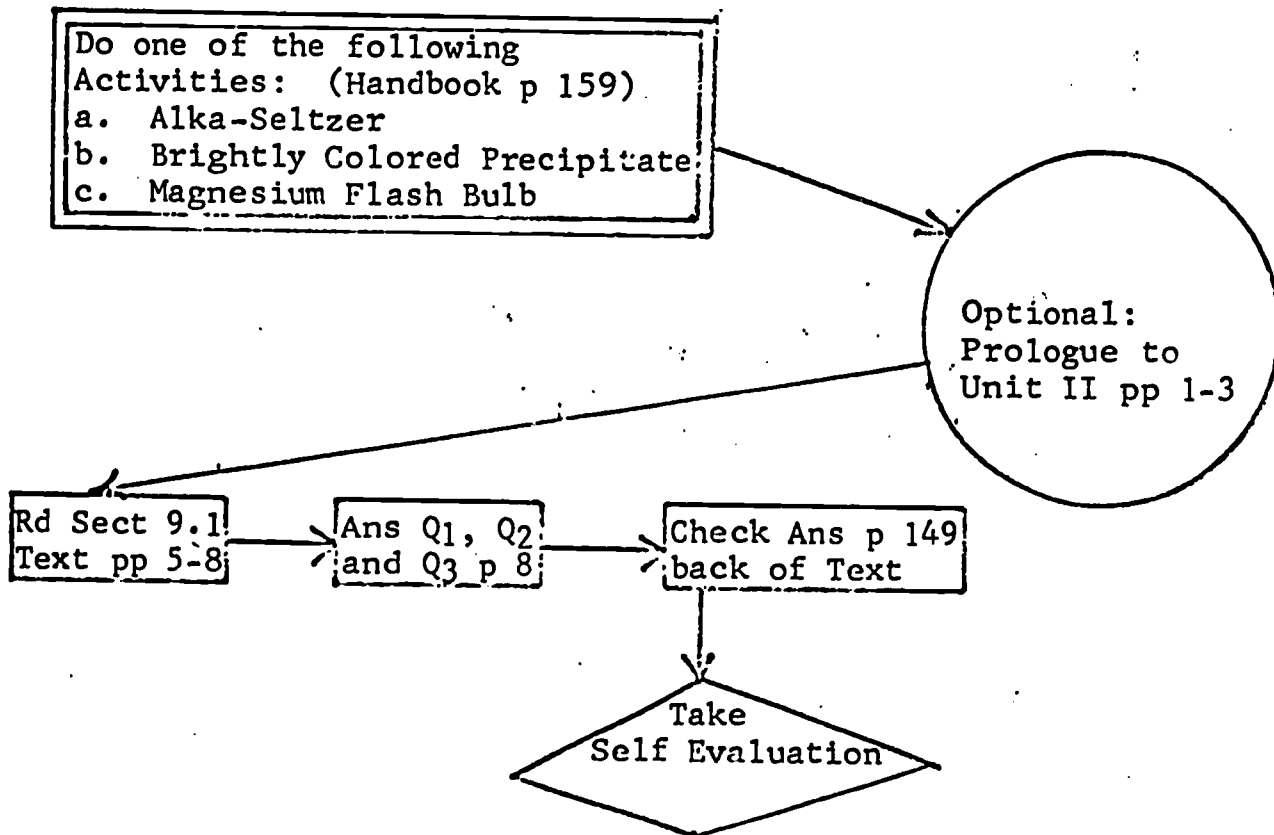 Do one of the following
Activities: (Handbook p 159)
a. Alka-Seltzer
b. Brightly Colored Precipitate
c. Magnesium Flash Bulb
Optional:
Prologue to
Unit II pp 1-3
Rd Sect 9.1
Text pp 5-8
Ans Q1, Q2
and Q3 p 8
Check Ans p 149
back of Text
Take
Self Evaluation